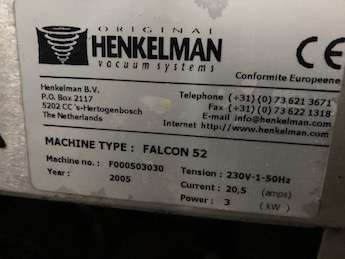 ORIGINAL
HENKELMAN
vacuum systems
CE
Conformite Europeene
Henkelman B.V.
P.O. Box 2117
5202 CC 's-Hertogenbosch
The Netherlands
Telephone (+31) (0) 73 621 3671
Fax (+31) (0) 73 622 1318
E-mail info@henkelman.com
Internet http://www.henkelman.com
MACHINE TYPE : FALCON 52
Machine no. : F000503030
Year : 2005
Tension : 230V-1-50Hz
Current : 20,5 (amps)
Power : 3 (kW)